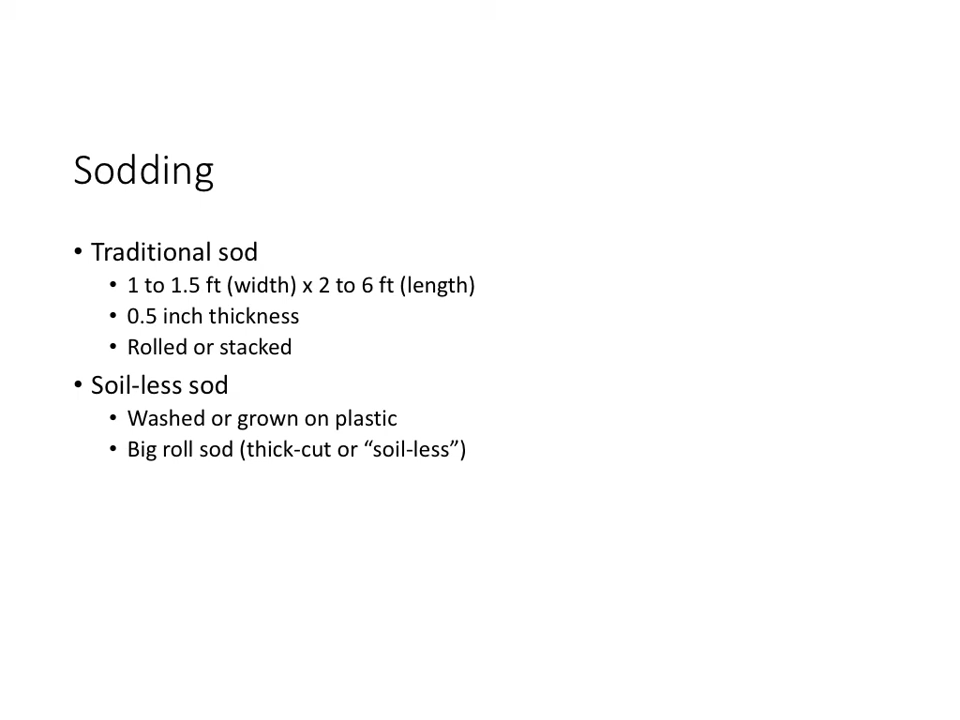 Sodding
• Traditional sod
• 1 to 1.5 ft (width) x 2 to 6 ft (length)
• 0.5 inch thickness
• Rolled or stacked
• Soil-less sod
• Washed or grown on plastic
• Big roll sod (thick-cut or “soil-less”)